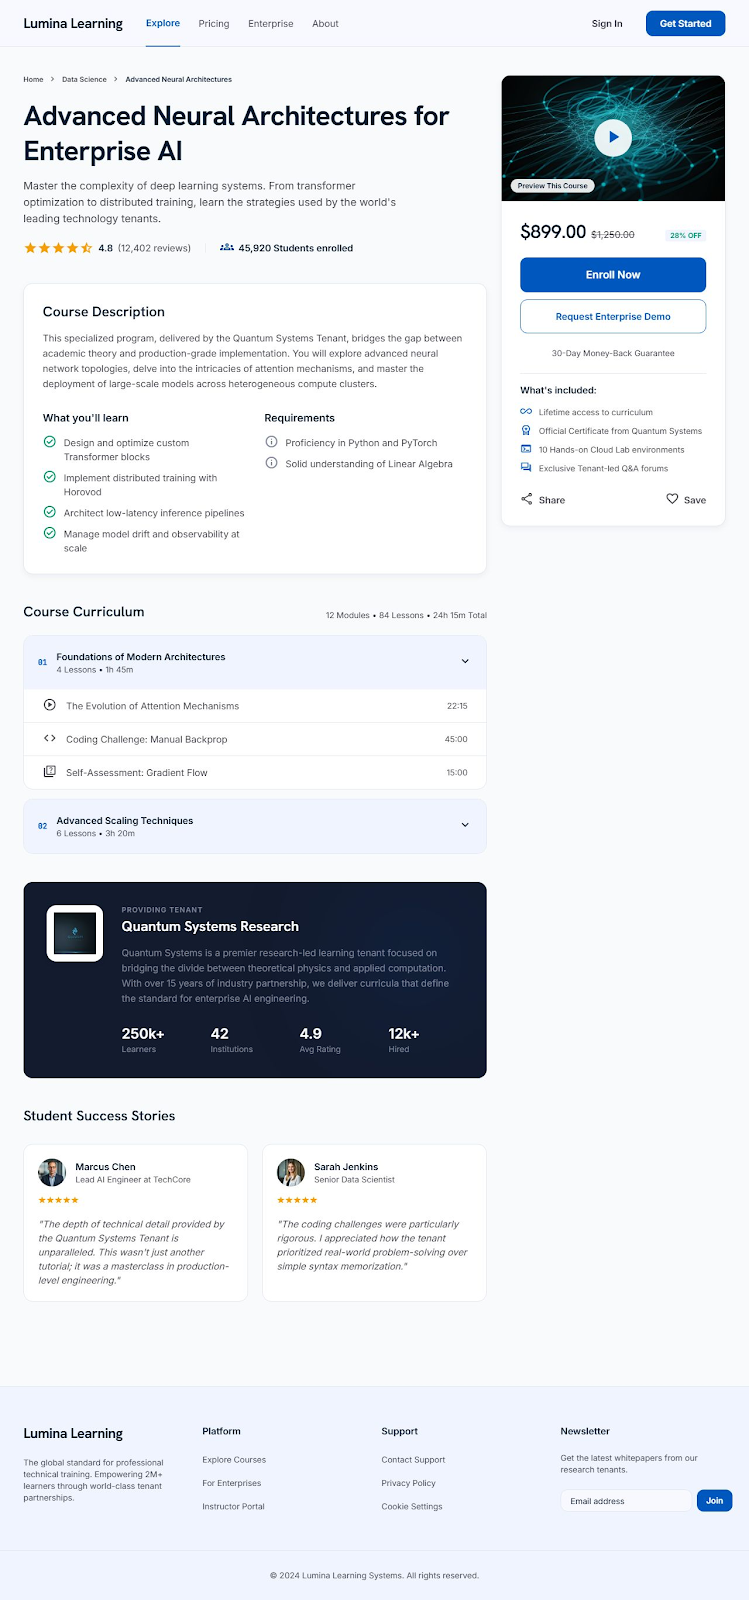 Lumina Learning
Explore
Pricing
Enterprise
About
Sign In
Get Started
Home > Data Science > Advanced Neural Architectures
Advanced Neural Architectures for
Enterprise AI
Master the complexity of deep learning systems. From transformer
optimization to distributed training, learn the strategies used by the world's
leading technology tenants.
4.8 (12,402 reviews)
45,920 Students enrolled
Preview This Course
$899.00 $1,250.00
28% OFF
Enroll Now
Request Enterprise Demo
30-Day Money-Back Guarantee
What's included:
Lifetime access to curriculum
Official Certificate from Quantum Systems
10 Hands-on Cloud Lab environments
Exclusive Tenant-led Q&A forums
Share
Save
Course Description
This specialized program, delivered by the Quantum Systems Tenant, bridges the gap between
academic theory and production-grade implementation. You will explore advanced neural
network topologies, delve into the intricacies of attention mechanisms, and master the
deployment of large-scale models across heterogeneous compute clusters.
What you'll learn
Design and optimize custom
Transformer blocks
Implement distributed training with
Horovod
Architect low-latency inference pipelines
Manage model drift and observability at
scale
Requirements
Proficiency in Python and PyTorch
Solid understanding of Linear Algebra
Course Curriculum
12 Modules • 84 Lessons • 24h 15m Total
01
Foundations of Modern Architectures
4 Lessons • 1h 45m
The Evolution of Attention Mechanisms
22:15
Coding Challenge: Manual Backprop
45:00
Self-Assessment: Gradient Flow
15:00
02
Advanced Scaling Techniques
6 Lessons • 3h 20m
PROVIDING TENANT
Quantum Systems Research
Quantum Systems is a premier research-led learning tenant focused on
bridging the divide between theoretical physics and applied computation.
With over 15 years of industry partnership, we deliver curricula that define
the standard for enterprise AI engineering.
250k+
Learners
42
Institutions
4.9
Avg Rating
12k+
Hired
Student Success Stories
Marcus Chen
Lead AI Engineer at TechCore
★★★★★
"The depth of technical detail provided by
the Quantum Systems Tenant is
unparalleled. This wasn't just another
tutorial; it was a masterclass in production-
level engineering."
Sarah Jenkins
Senior Data Scientist
★★★★★
"The coding challenges were particularly
rigorous. I appreciated how the tenant
prioritized real-world problem-solving over
simple syntax memorization."
Lumina Learning
The global standard for professional
technical training. Empowering 2M+
learners through world-class tenant
partnerships.
Platform
Explore Courses
For Enterprises
Instructor Portal
Support
Contact Support
Privacy Policy
Cookie Settings
Newsletter
Get the latest whitepapers from our
research tenants.
Email address
Join
© 2024 Lumina Learning Systems. All rights reserved.